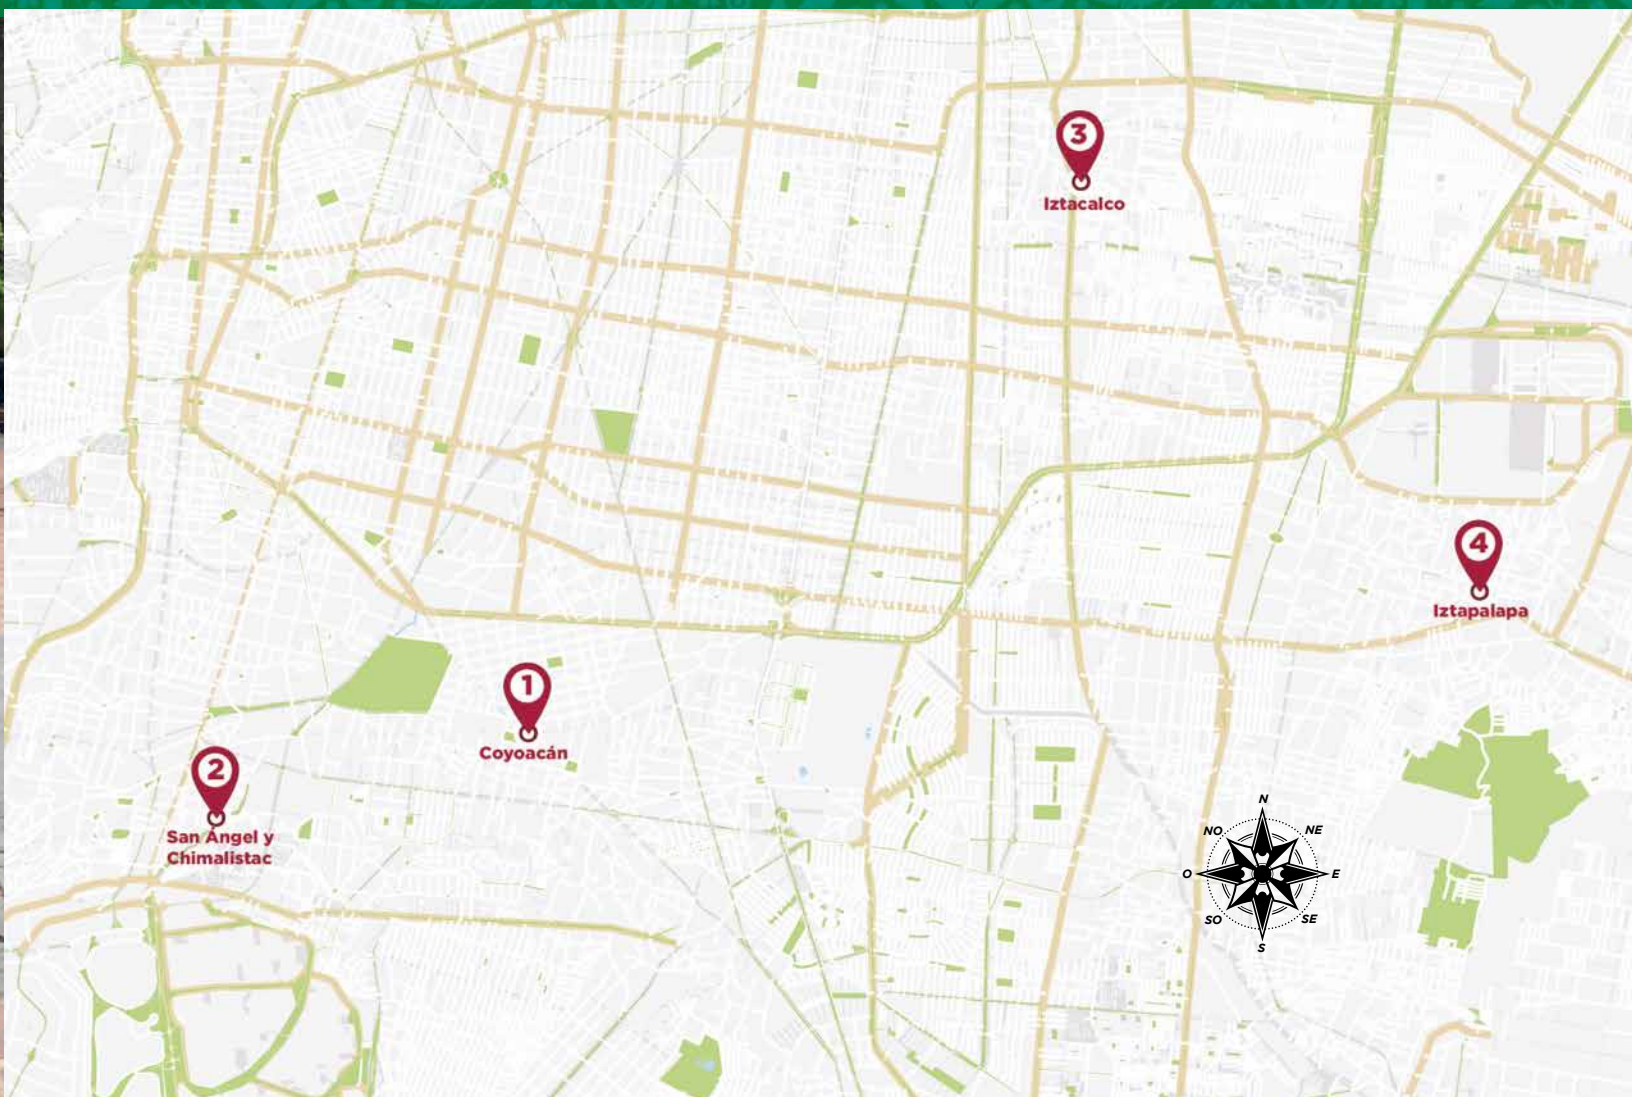 3
Iztacalco
4
Iztapalapa
1
Coyoacán
2
San Ángel y
Chimalistac
N
NO
NE
O
E
SO
SE
S